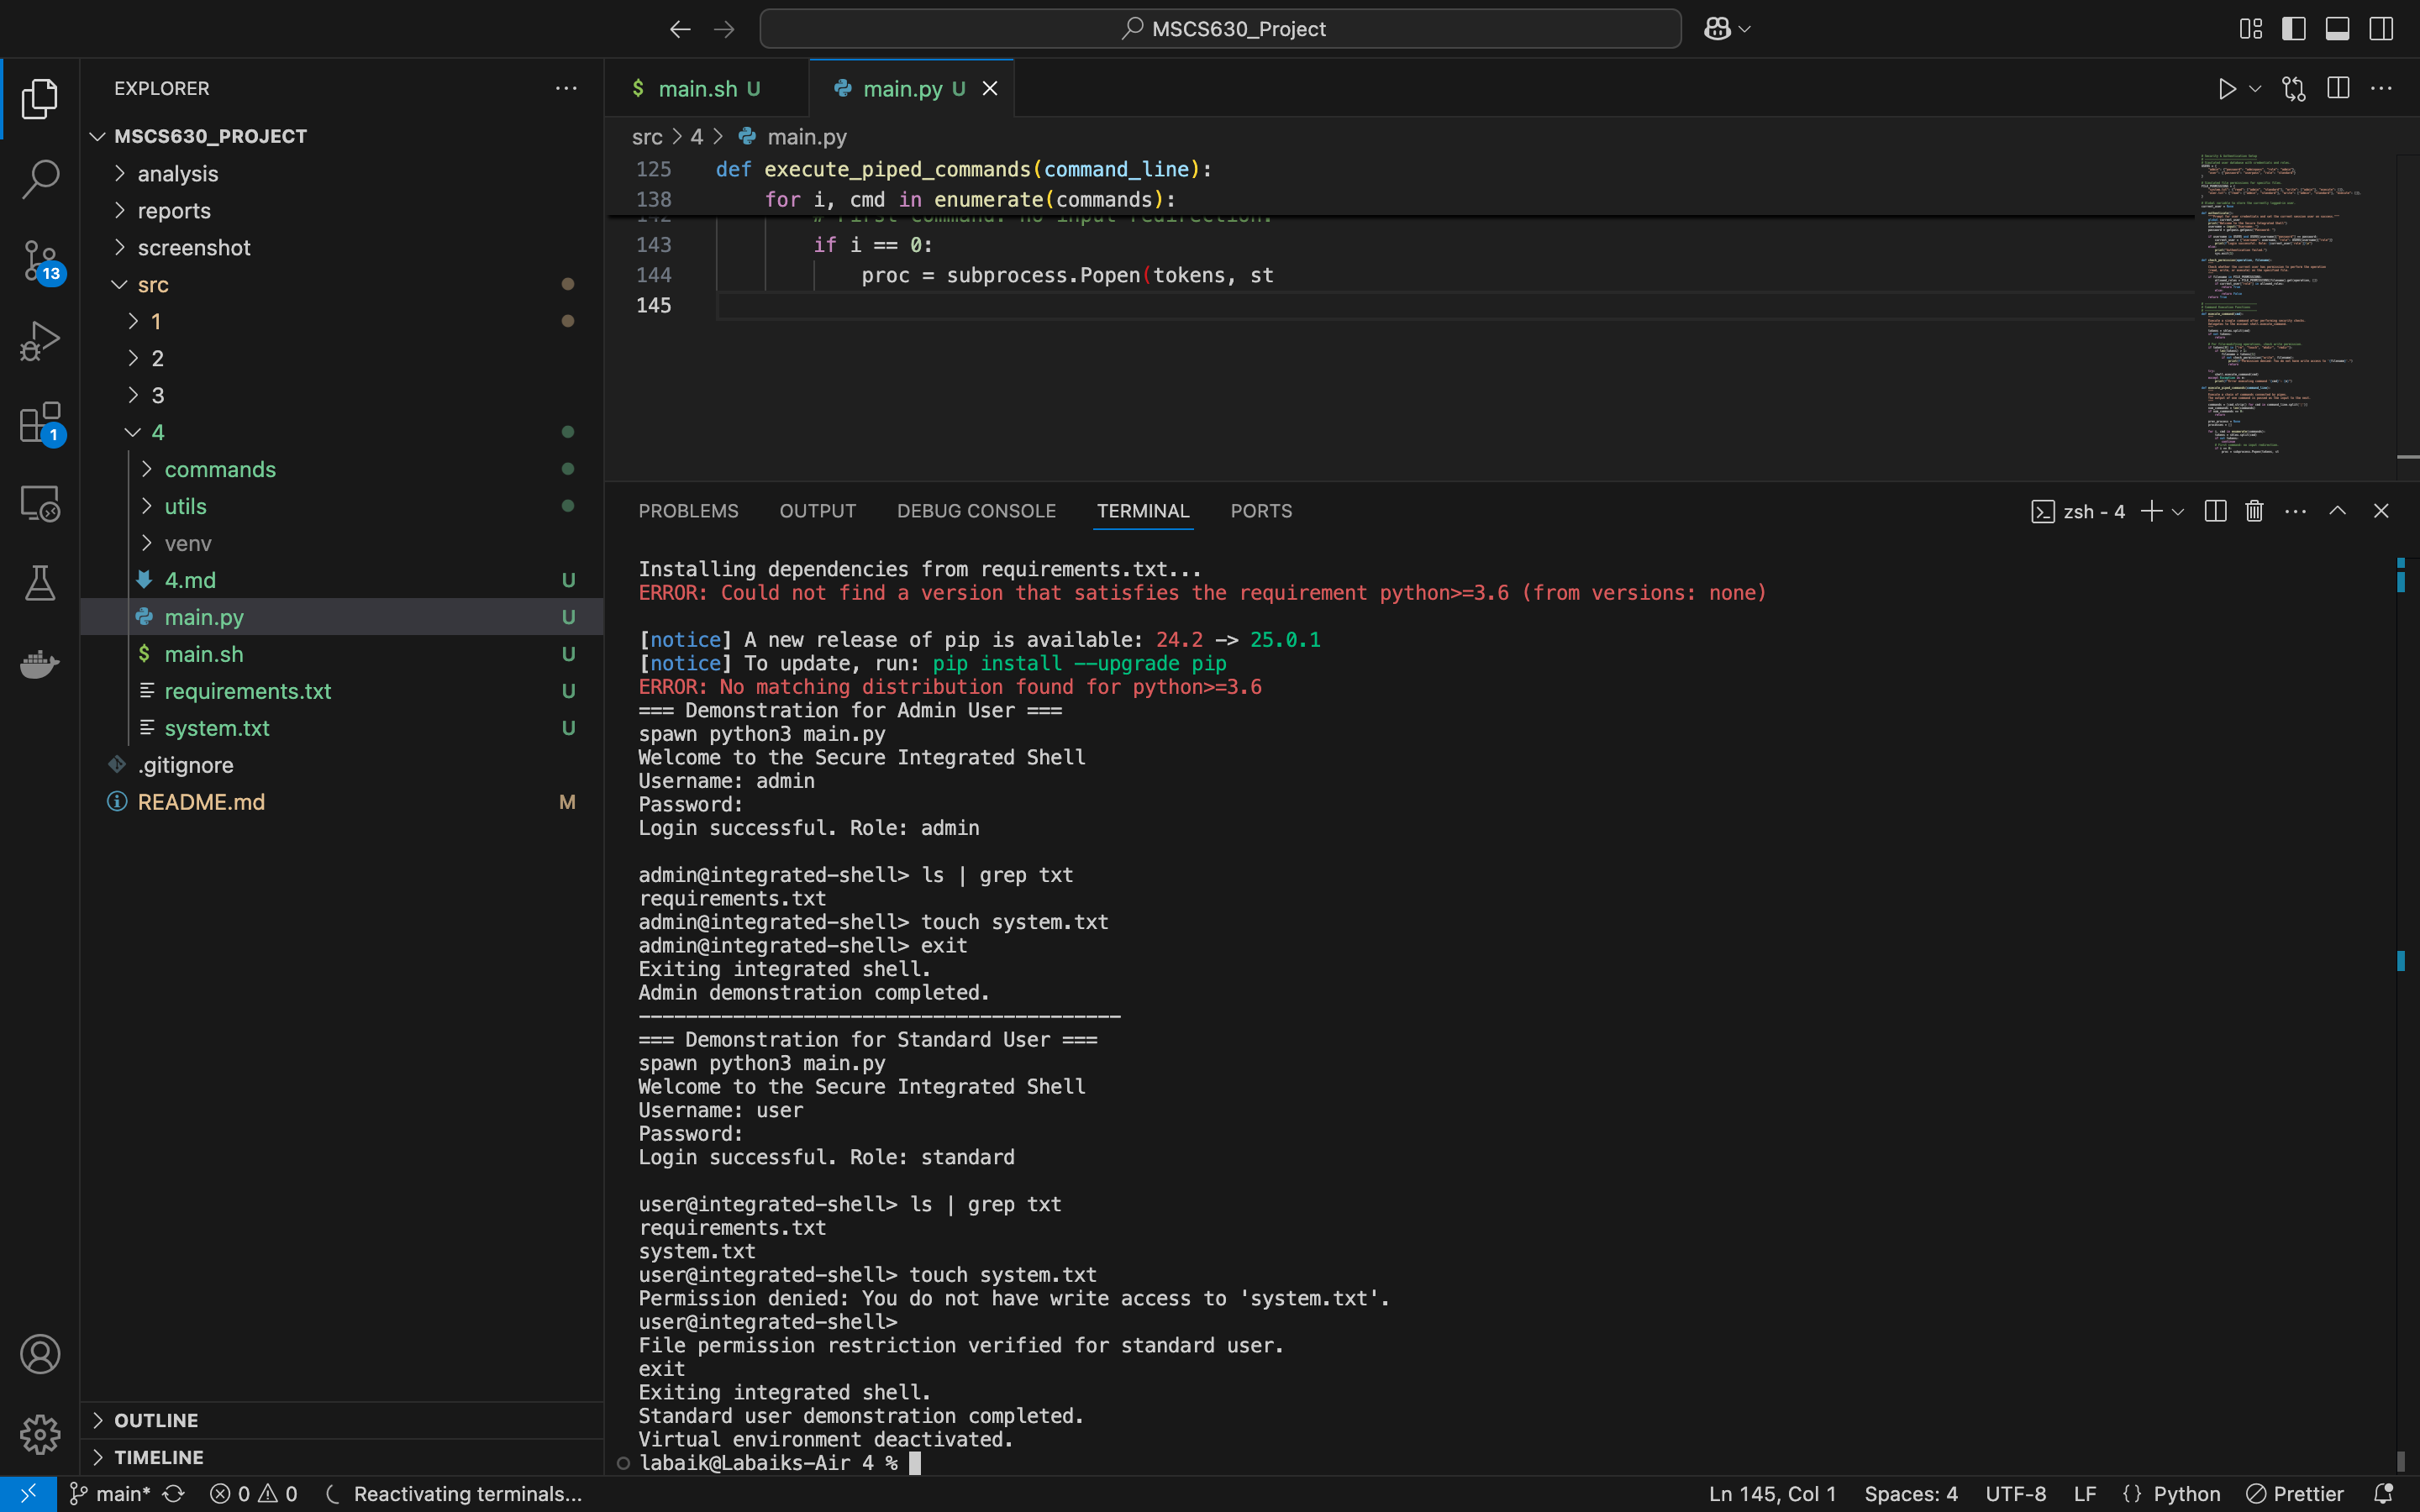 MSCS630_Project
EXPLORER
MSCS630_PROJECT
analysis
reports
screenshot
src
1
2
3
4
commands
utils
venv
4.md U
main.py U
main.sh U
requirements.txt U
system.txt U
.gitignore
README.md M
OUTLINE
TIMELINE
13
1
$ main.sh U
main.py U
src > 4 > main.py
125 def execute_piped_commands(command_line):
138 for i, cmd in enumerate(commands):
143 if i == 0:
144 proc = subprocess.Popen(tokens, st
145
PROBLEMS OUTPUT DEBUG CONSOLE TERMINAL PORTS
zsh - 4
Installing dependencies from requirements.txt...
ERROR: Could not find a version that satisfies the requirement python>=3.6 (from versions: none)
[notice] A new release of pip is available: 24.2 -> 25.0.1
[notice] To update, run: pip install --upgrade pip
ERROR: No matching distribution found for python>=3.6
=== Demonstration for Admin User ===
spawn python3 main.py
Welcome to the Secure Integrated Shell
Username: admin
Password:
Login successful. Role: admin
admin@integrated-shell> ls | grep txt
requirements.txt
admin@integrated-shell> touch system.txt
admin@integrated-shell> exit
Exiting integrated shell.
Admin demonstration completed.
-----------------------------------------
=== Demonstration for Standard User ===
spawn python3 main.py
Welcome to the Secure Integrated Shell
Username: user
Password:
Login successful. Role: standard
user@integrated-shell> ls | grep txt
requirements.txt
system.txt
user@integrated-shell> touch system.txt
Permission denied: You do not have write access to 'system.txt'.
user@integrated-shell>
File permission restriction verified for standard user.
exit
Exiting integrated shell.
Standard user demonstration completed.
Virtual environment deactivated.
labaik@Labaiks-Air 4 %
main* 0 0 Reactivating terminals... Ln 145, Col 1 Spaces: 4 UTF-8 LF {} Python Prettier